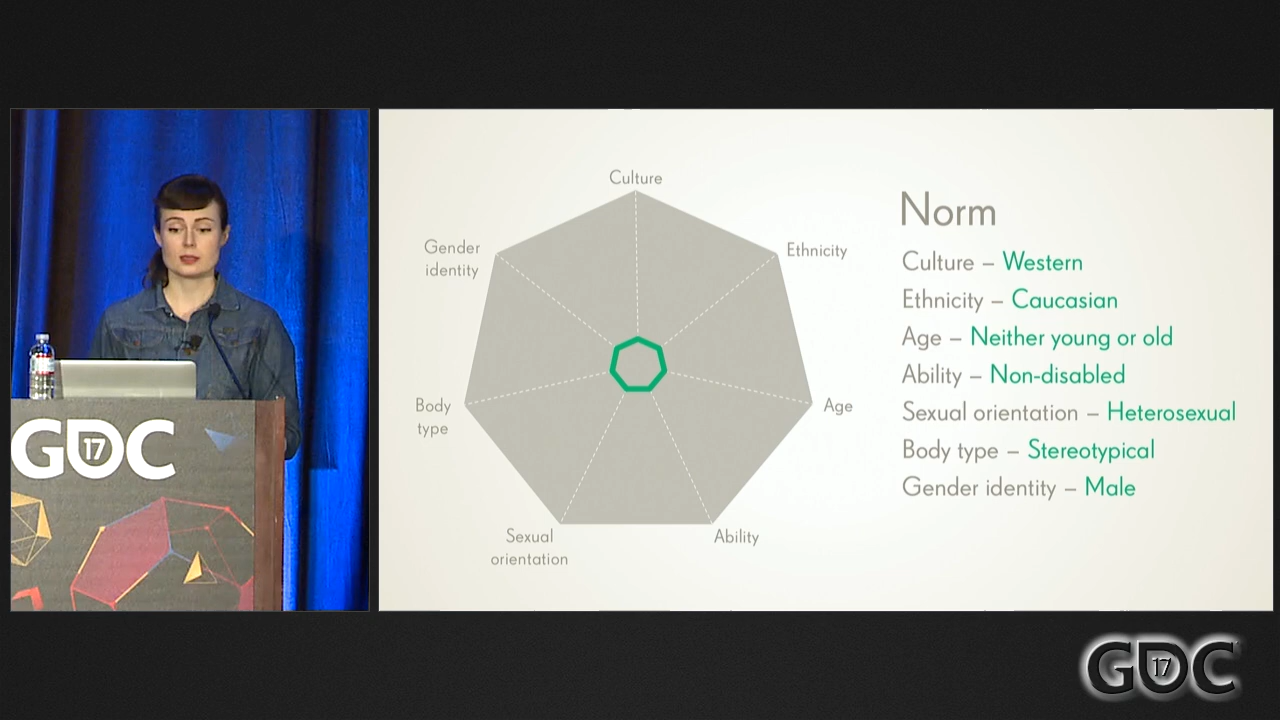 GDC
17
Culture
Gender
identity
Ethnicity
Body
type
Age
Sexual
orientation
Ability
Norm
Culture – Western
Ethnicity – Caucasian
Age – Neither young or old
Ability – Non-disabled
Sexual orientation – Heterosexual
Body type – Stereotypical
Gender identity – Male
GDC
17